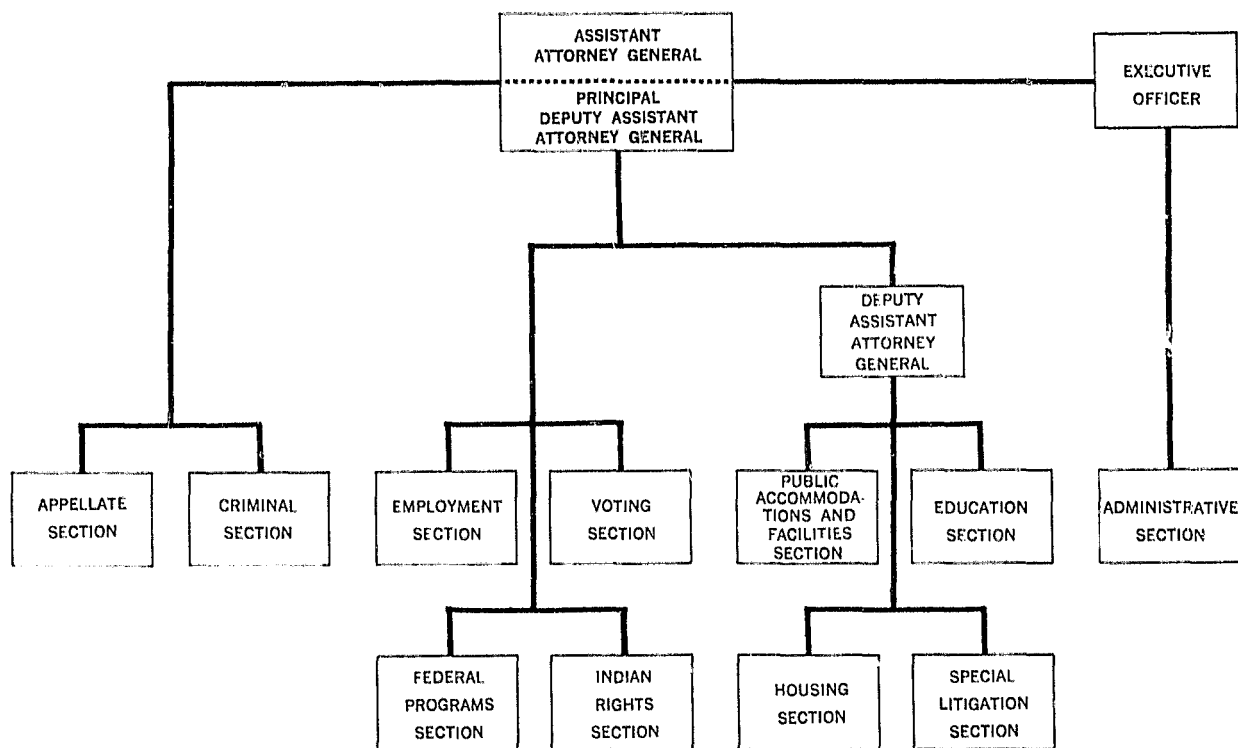 ASSISTANT
ATTORNEY GENERAL
PRINCIPAL
DEPUTY ASSISTANT
ATTORNEY GENERAL
EXECUTIVE
OFFICER
DEPUTY
ASSISTANT
ATTORNEY
GENERAL
APPELLATE
SECTION
CRIMINAL
SECTION
EMPLOYMENT
SECTION
VOTING
SECTION
PUBLIC
ACCOMMODA-
TIONS AND
FACILITIES
SECTION
EDUCATION
SECTION
ADMINISTRATIVE
SECTION
FEDERAL
PROGRAMS
SECTION
INDIAN
RIGHTS
SECTION
HOUSING
SECTION
SPECIAL
LITIGATION
SECTION